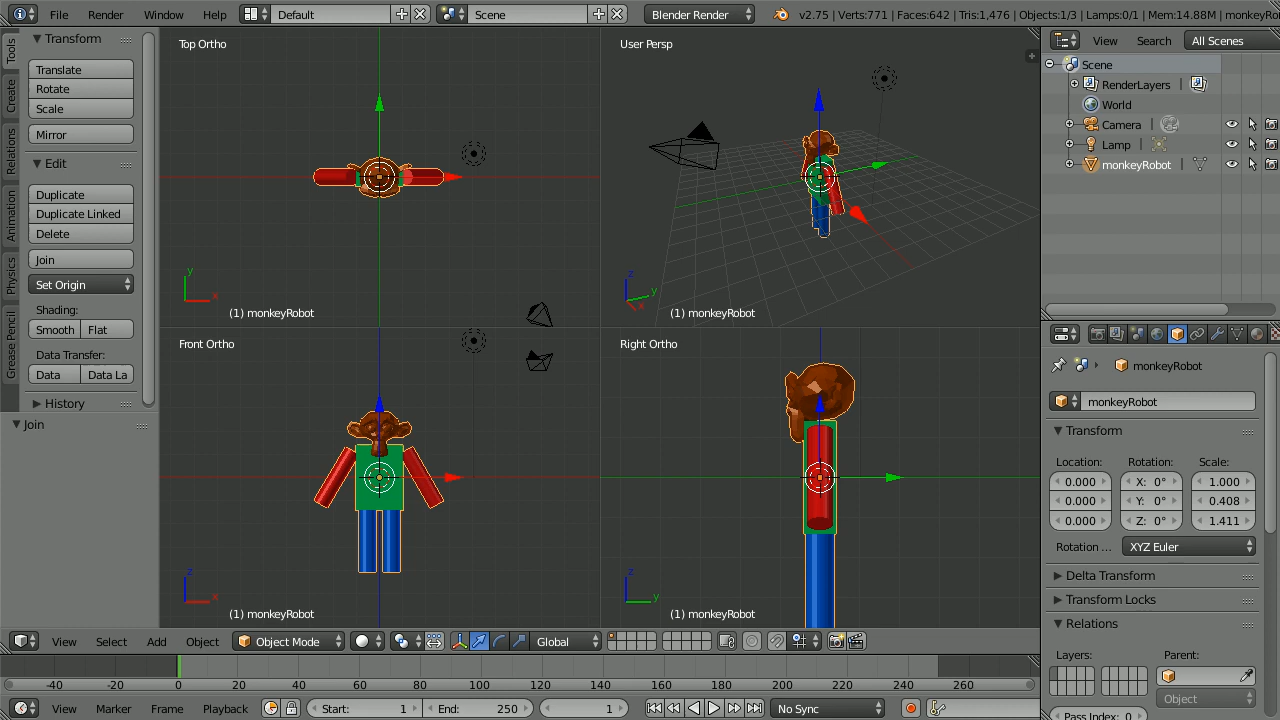 File Render Window Help Default Scene Blender Render v2.75 | Verts:771 | Faces:642 | Tris:1,476 | Objects:1/3 | Lamps:0/1 | Mem:14.88M | monkeyRo
Tools
Create
Relations
Animation
Physics
Grease Pencil
Transform
Translate
Rotate
Scale
Mirror
Edit
Duplicate
Duplicate Linked
Delete
Join
Set Origin
Shading:
Smooth Flat
Data Transfer:
Data Data La
History
Join
Top Ortho
y
x
(1) monkeyRobot
User Persp
z
y
x
(1) monkeyRobot
Front Ortho
z
x
(1) monkeyRobot
Right Ortho
z
y
(1) monkeyRobot
View Search All Scenes
Scene
RenderLayers
World
Camera
Lamp
monkeyRobot
monkeyRobot
monkeyRobot
Transform
Location: Rotation: Scale:
0.000 X: 0° 1.000
0.000 Y: 0° 0.408
0.000 Z: 0° 1.411
Rotation ... XYZ Euler
Delta Transform
Transform Locks
Relations
Layers: Parent:
Object
Pass Index: 0
View Select Add Object Object Mode Global
-40 -20 0 20 40 60 80 100 120 140 160 180 200 220 240 260
View Marker Frame Playback Start: 1 End: 250 1 No Sync